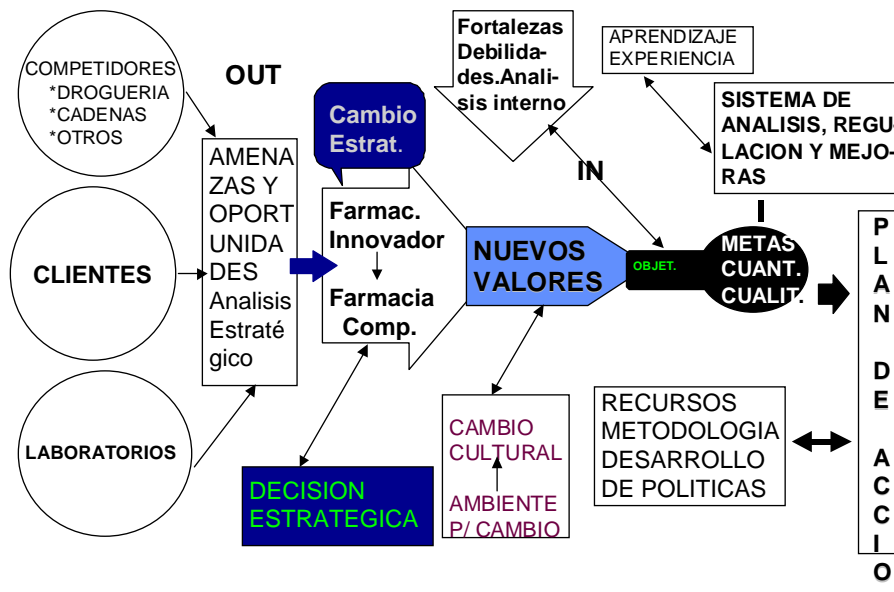 COMPETIDORES
*DROGUERIA
*CADENAS
*OTROS
CLIENTES
LABORATORIOS
OUT
AMENA
ZAS Y
OPORT
UNIDA
DES
Analisis
Estraté
gico
Cambio
Estrat.
Farmac.
Innovador
Farmacia
Comp.
DECISION
ESTRATEGICA
Fortalezas
Debilida-
des.Anali-
sis interno
IN
NUEVOS
VALORES
CAMBIO
CULTURAL
AMBIENTE
P/ CAMBIO
OBJET.
METAS
CUANT.
CUALIT.
APRENDIZAJE
EXPERIENCIA
SISTEMA DE
ANALISIS, REGU-
LACION Y MEJO-
RAS
RECURSOS
METODOLOGIA
DESARROLLO
DE POLITICAS
P
L
A
N
D
E
A
C
C
I
O